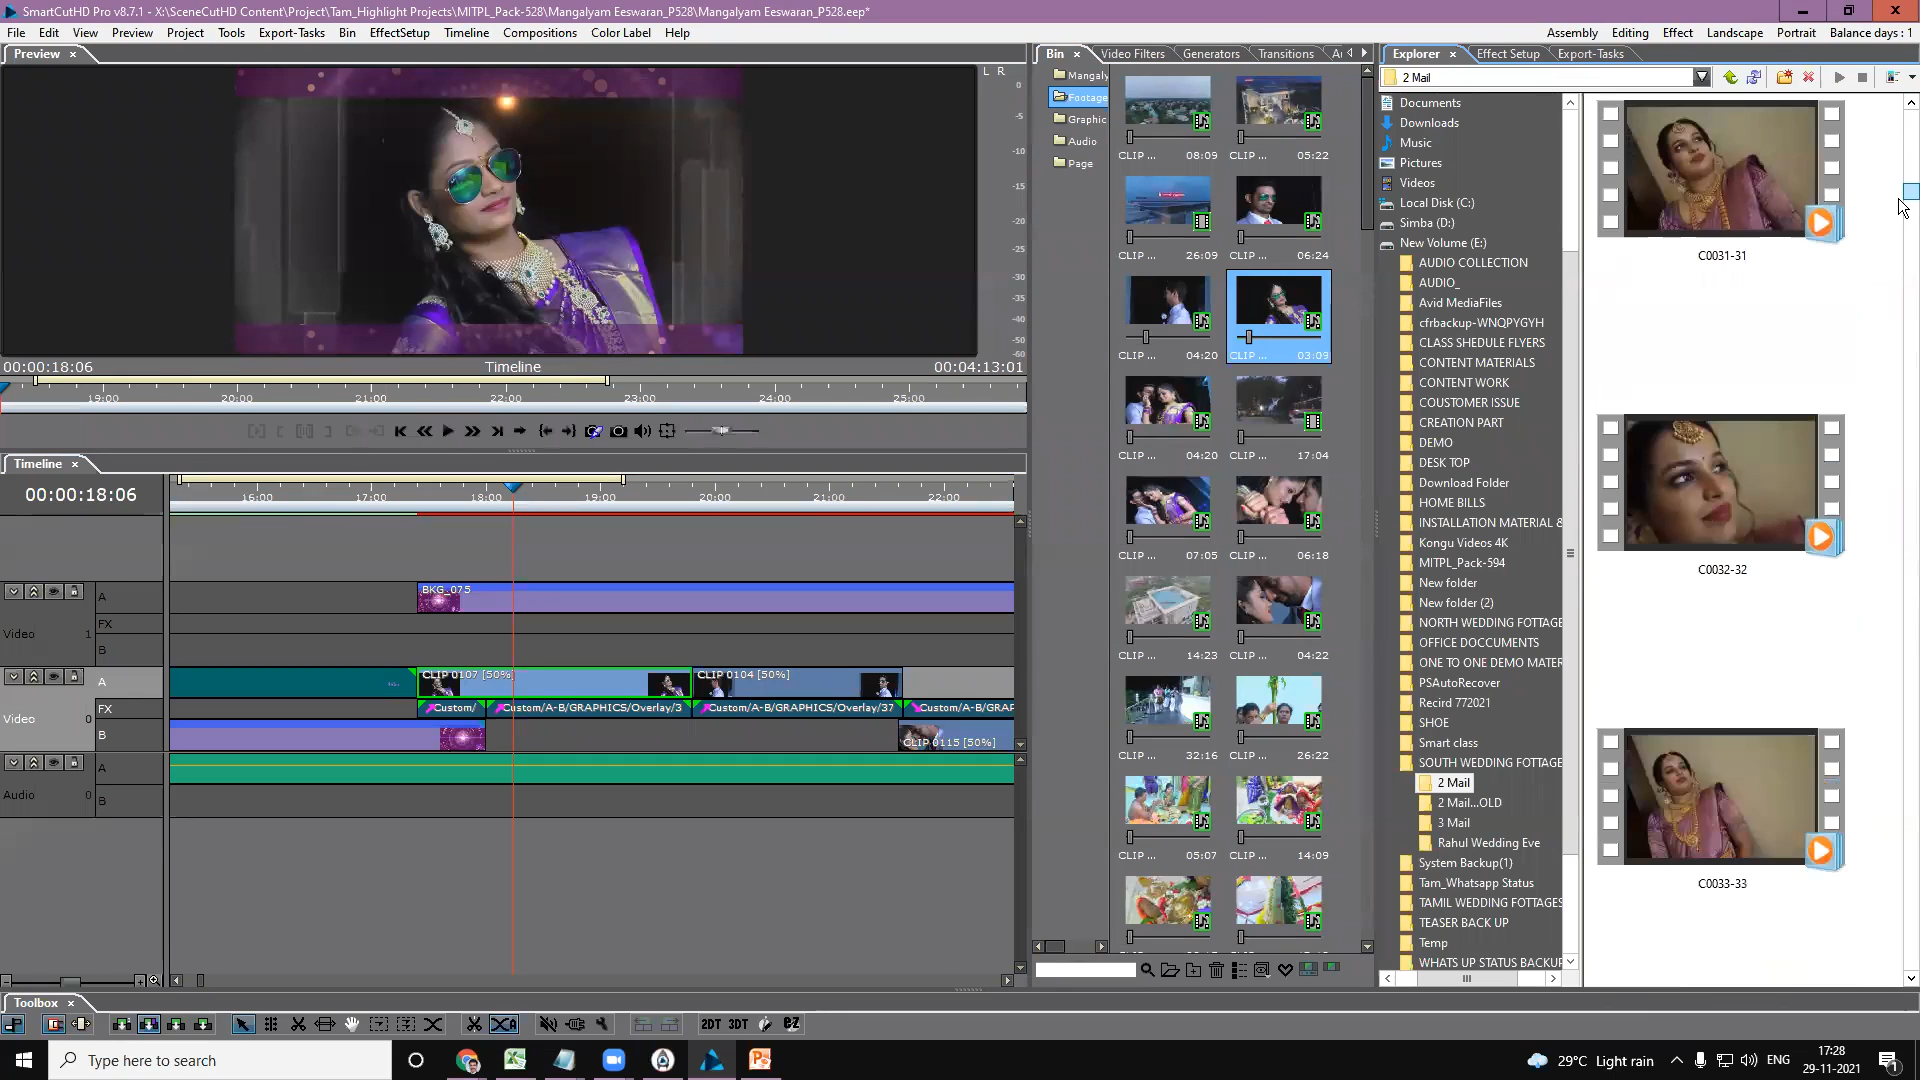 SmartCutHD Pro v8.7.1 - X:\SceneCutHD Content\Project\Tam_Highlight Projects\MITPL_Pack-528\Mangalyam Eeswaran_P528\Mangalyam Eeswaran_P528.eep*
File Edit View Preview Project Tools Export-Tasks Bin EffectSetup Timeline Compositions Color Label Help
Assembly Editing Effect Landscape Portrait Balance days : 1
Preview
L R
0
-5
-10
-15
-20
-25
-30
-35
-40
-50
-60
00:00:18:06 Timeline 00:04:13:01
19:00 20:00 21:00 22:00 23:00 24:00 25:00
Timeline
00:00:18:06
16:00 17:00 18:00 19:00 20:00 21:00 22:00
Video 1
A
FX
B
BKG_075
Video 0
A
FX
B
CLIP 0107 [50%]
CLIP 0104 [50%]
Custom/
Custom/A-B/GRAPHICS/Overlay/3
Custom/A-B/GRAPHICS/Overlay/37
Custom/A-B/GRAP
CLIP 0115 [50%]
Audio 0
A
B
Bin Video Filters Generators Transitions
Mangaly
Footage
Graphic
Audio
Page
CLIP ... 08:09 CLIP ... 05:22
CLIP ... 26:09 CLIP ... 06:24
CLIP ... 04:20 CLIP ... 03:09
CLIP ... 04:20 CLIP ... 17:04
CLIP ... 07:05 CLIP ... 06:18
CLIP ... 14:23 CLIP ... 04:22
CLIP ... 32:16 CLIP ... 26:22
CLIP ... 05:07 CLIP ... 14:09
Explorer Effect Setup Export-Tasks
2 Mail
Documents
Downloads
Music
Pictures
Videos
Local Disk (C:)
Simba (D:)
New Volume (E:)
AUDIO COLLECTION
AUDIO_
Avid MediaFiles
cfrbackup-WNQPYGYH
CLASS SHEDULE FLYERS
CONTENT MATERIALS
CONTENT WORK
COUSTOMER ISSUE
CREATION PART
DEMO
DESK TOP
Download Folder
HOME BILLS
INSTALLATION MATERIAL &
Kongu Videos 4K
MITPL_Pack-594
New folder
New folder (2)
NORTH WEDDING FOTTAGE
OFFICE DOCCUMENTS
ONE TO ONE DEMO MATER
PSAutoRecover
Recird 772021
SHOE
Smart class
SOUTH WEDDING FOTTAGE
2 Mail
2 Mail...OLD
3 Mail
Rahul Wedding Eve
System Backup(1)
Tam_Whatsapp Status
TAMIL WEDDING FOTTAGES
TEASER BACK UP
Temp
WHATS UP STATUS BACKUP
C0031-31
C0032-32
C0033-33
Toolbox
2DT 3DT
Type here to search
29°C Light rain
ENG
17:28
29-11-2021
1